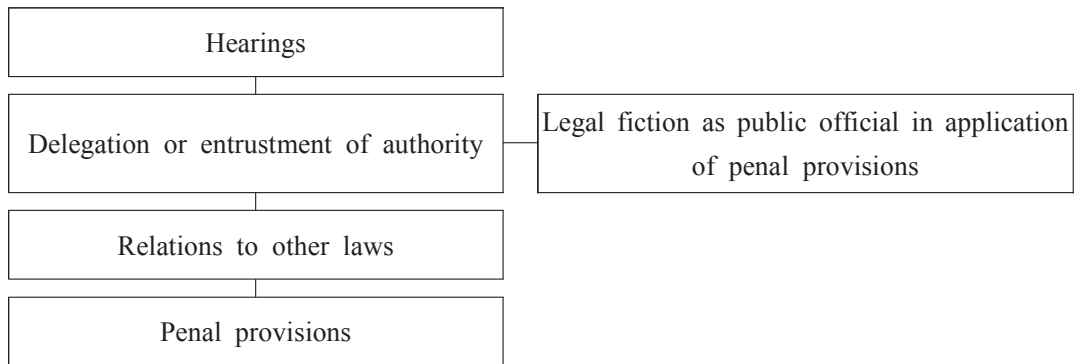 Hearings
Delegation or entrustment of authority
Legal fiction as public official in application
of penal provisions
Relations to other laws
Penal provisions